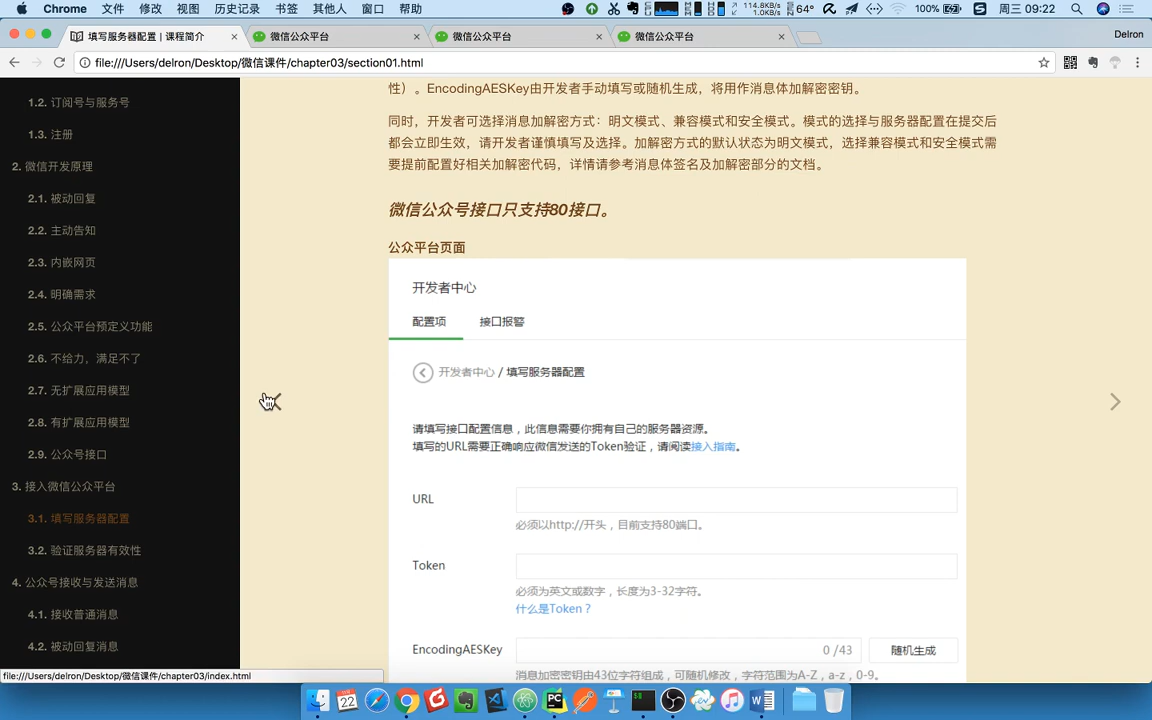 Chrome 文件 修改 视图 历史记录 书签 其他人 窗口 帮助 114.8KB/s 1.0KB/s 64° 100% 周三 09:22
填写服务器配置 | 课程简介 微信公众平台 微信公众平台 微信公众平台 Delron
file:///Users/delron/Desktop/微信课件/chapter03/section01.html
1.2. 订阅号与服务号
1.3. 注册
2. 微信开发原理
2.1. 被动回复
2.2. 主动告知
2.3. 内嵌网页
2.4. 明确需求
2.5. 公众平台预定义功能
2.6. 不给力，满足不了
2.7. 无扩展应用模型
2.8. 有扩展应用模型
2.9. 公众号接口
3. 接入微信公众平台
3.1. 填写服务器配置
3.2. 验证服务器有效性
4. 公众号接收与发送消息
4.1. 接收普通消息
4.2. 被动回复消息
file:///Users/delron/Desktop/微信课件/chapter03/index.html
性）。EncodingAESKey由开发者手动填写或随机生成，将用作消息体加解密密钥。
同时，开发者可选择消息加解密方式：明文模式、兼容模式和安全模式。模式的选择与服务器配置在提交后
都会立即生效，请开发者谨慎填写及选择。加解密方式的默认状态为明文模式，选择兼容模式和安全模式需
要提前配置好相关加解密代码，详情请参考消息体签名及加解密部分的文档。
微信公众号接口只支持80接口。
公众平台页面
开发者中心
配置项 接口报警
开发者中心 / 填写服务器配置
请填写接口配置信息，此信息需要你拥有自己的服务器资源。
填写的URL需要正确响应微信发送的Token验证，请阅读接入指南。
URL
必须以http://开头，目前支持80端口。
Token
必须为英文或数字，长度为3-32字符。
什么是Token？
EncodingAESKey 0 /43 随机生成
消息加密密钥由43位字符组成，可随机修改，字符范围为A-Z，a-z，0-9。